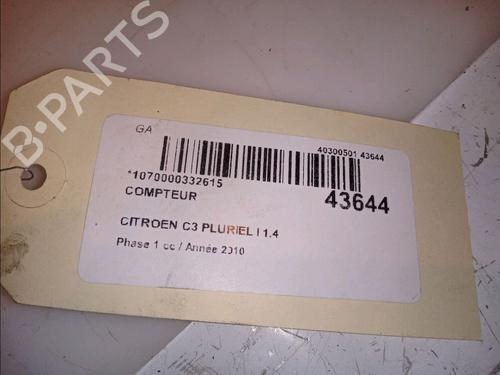 B-PARTS
GA
40300501 43644
*1070000332615
43644
COMPTEUR
CITROEN C3 PLURIEL I 1.4
Phase 1 cc / Année 2010